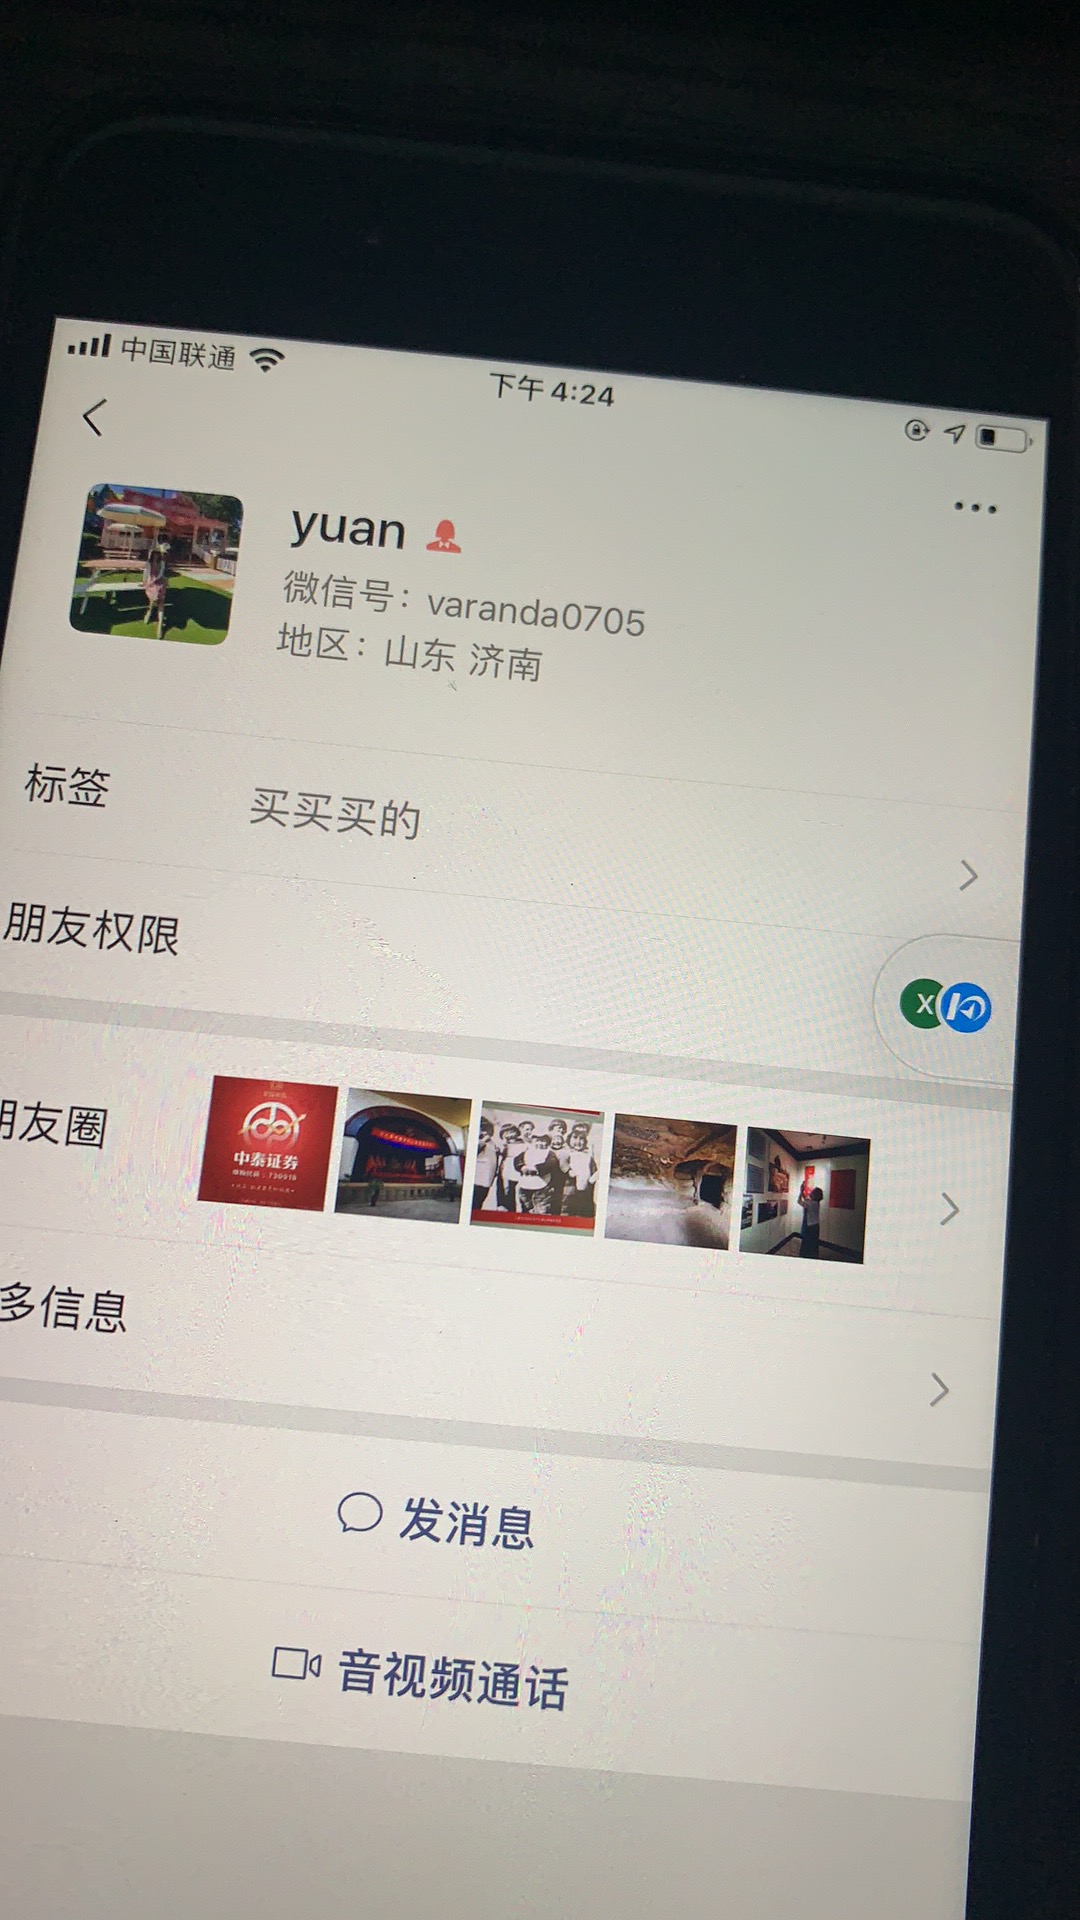 中国联通
下午4:24
yuan
微信号：varanda0705
地区：山东 济南
标签
买买买的
朋友权限
X
朋友圈
中泰证券
多信息
发消息
音视频通话